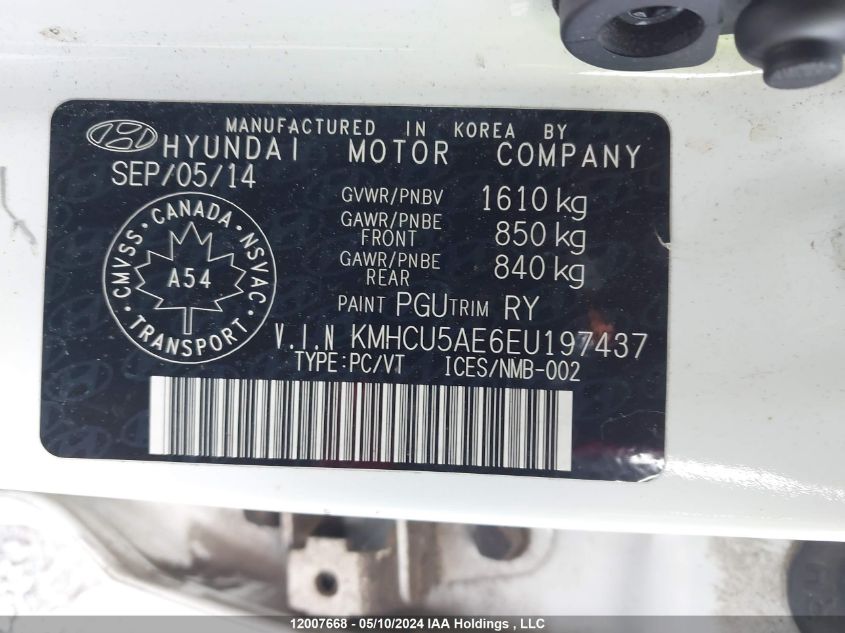 MANUFACTURED IN KOREA BY
HYUNDAI MOTOR COMPANY
SEP/05/14
GVWR/PNBV 1610 kg
GAWR/PNBE FRONT 850 kg
GAWR/PNBE REAR 840 kg
CANADA
CMVSS · NSVAC
A54
TRANSPORT
PAINT PGU TRIM RY
V.I.N KMHCU5AE6EU197437
TYPE:PC/VT ICES/NMB-002
12007668 - 05/10/2024 IAA Holdings , LLC